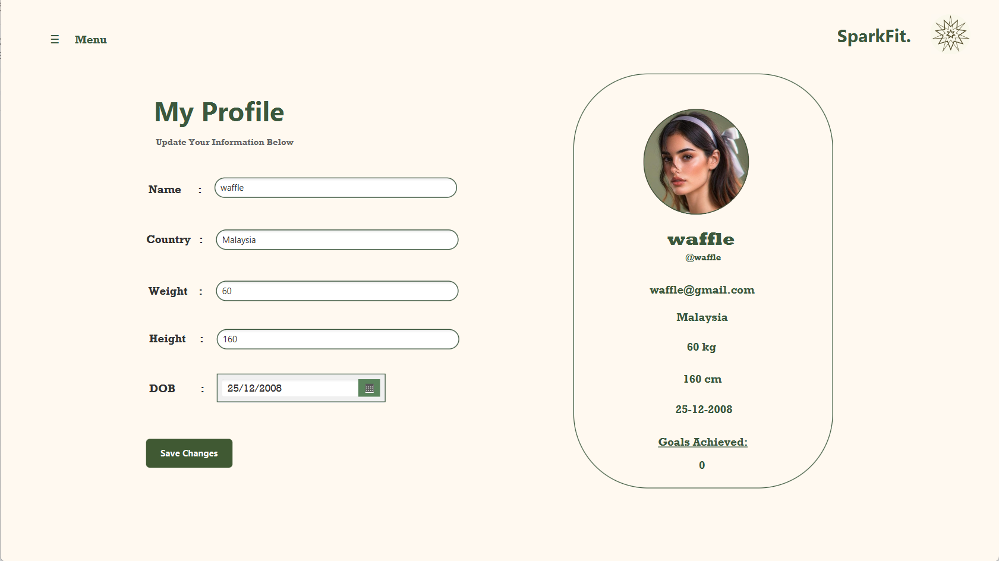 ☰ Menu
SparkFit.
My Profile
Update Your Information Below
Name : waffle
Country : Malaysia
Weight : 60
Height : 160
DOB : 25/12/2008
Save Changes
waffle
@waffle
waffle@gmail.com
Malaysia
60 kg
160 cm
25-12-2008
Goals Achieved:
0